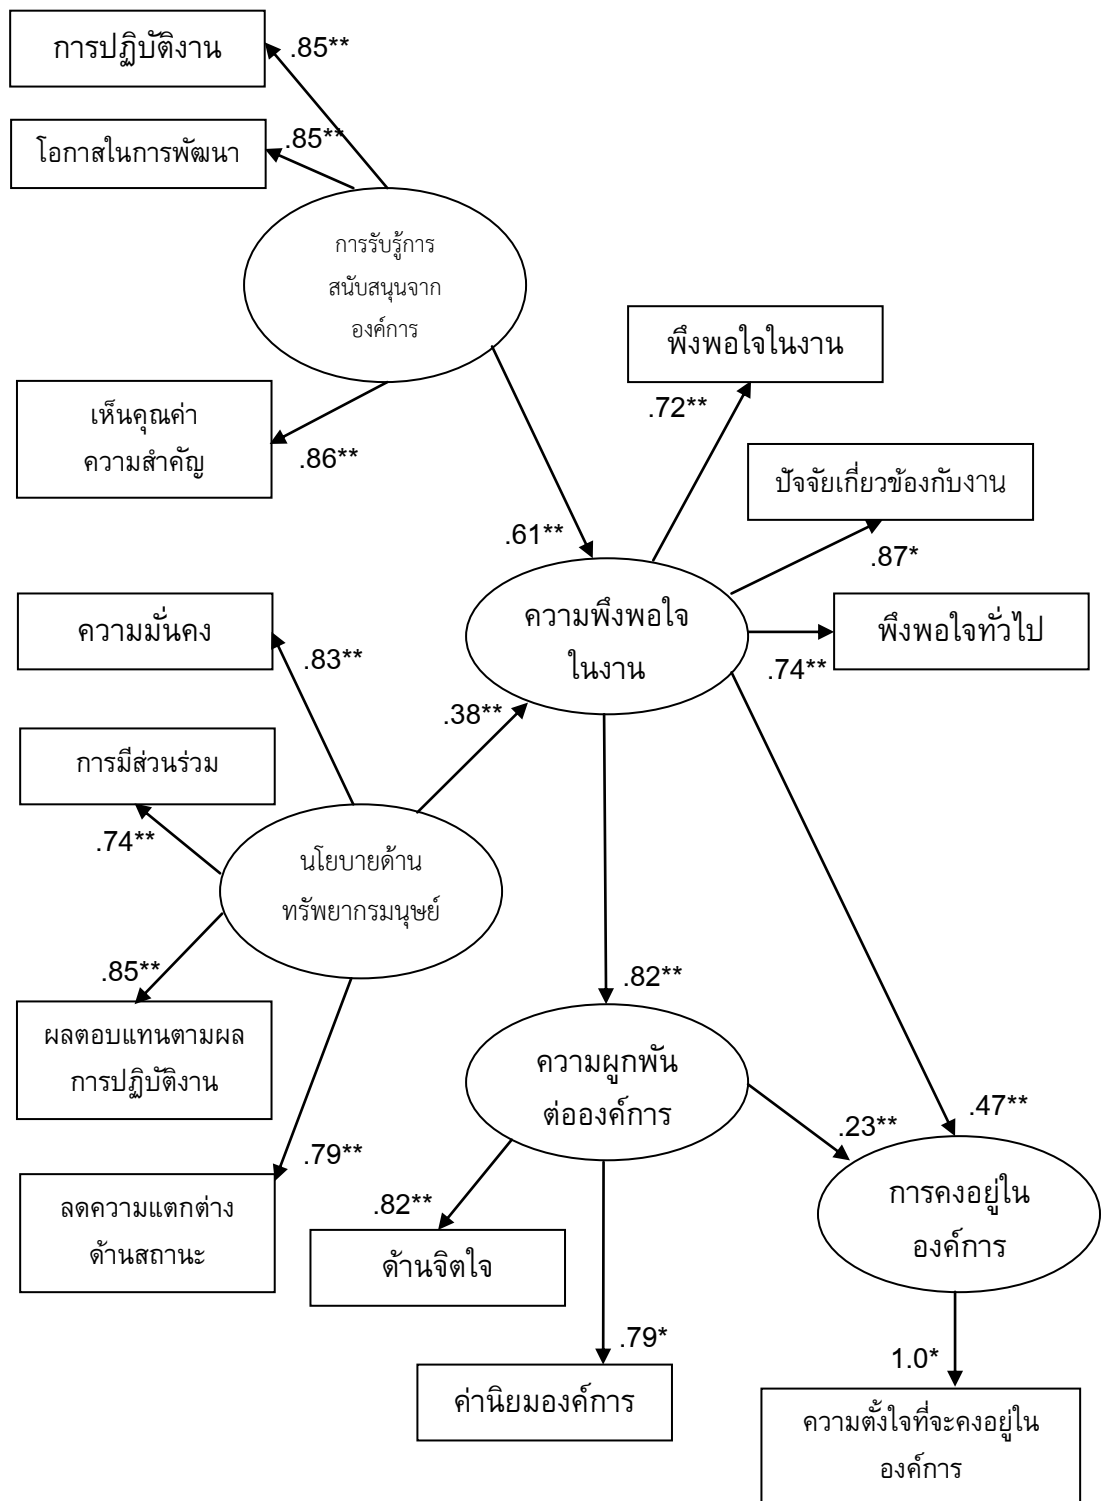 การปฏิบัติงาน
.85**
โอกาสในการพัฒนา
.85**
การรับรู้การ
สนับสนุนจาก
องค์การ
เห็นคุณค่า
ความสำคัญ
.86**
พึงพอใจในงาน
.72**
ปัจจัยเกี่ยวข้องกับงาน
.87*
.61**
ความพึงพอใจ
ในงาน
พึงพอใจทั่วไป
.74**
ความมั่นคง
.83**
.38**
การมีส่วนร่วม
.74**
นโยบายด้าน
ทรัพยากรมนุษย์
.85**
ผลตอบแทนตามผล
การปฏิบัติงาน
.79**
ลดความแตกต่าง
ด้านสถานะ
.82**
ความผูกพัน
ต่อองค์การ
.23**
.47**
การคงอยู่ใน
องค์การ
.82**
ด้านจิตใจ
.79*
ค่านิยมองค์การ
1.0*
ความตั้งใจที่จะคงอยู่ใน
องค์การ